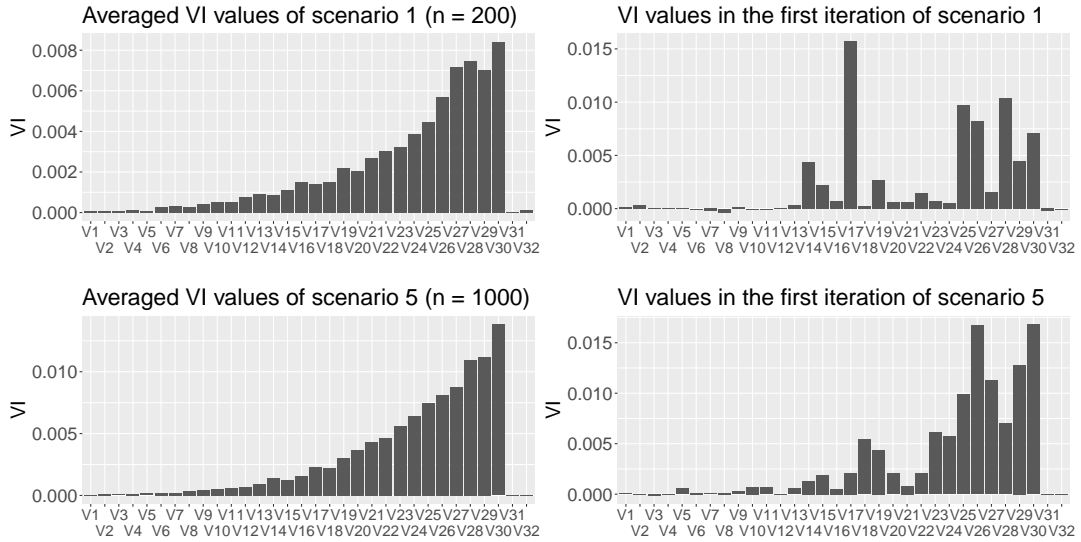 Averaged VI values of scenario 1 (n = 200)
VI
0.008
0.006
0.004
0.002
0.000
V1 V3 V5 V7 V9 V11 V13 V15 V17 V19 V21 V23 V25 V27 V29 V31
V2 V4 V6 V8 V10 V12 V14 V16 V18 V20 V22 V24 V26 V28 V30 V32
VI values in the first iteration of scenario 1
VI
0.015
0.010
0.005
0.000
V1 V3 V5 V7 V9 V11 V13 V15 V17 V19 V21 V23 V25 V27 V29 V31
V2 V4 V6 V8 V10 V12 V14 V16 V18 V20 V22 V24 V26 V28 V30 V32
Averaged VI values of scenario 5 (n = 1000)
VI
0.010
0.005
0.000
V1 V3 V5 V7 V9 V11 V13 V15 V17 V19 V21 V23 V25 V27 V29 V31
V2 V4 V6 V8 V10 V12 V14 V16 V18 V20 V22 V24 V26 V28 V30 V32
VI values in the first iteration of scenario 5
VI
0.015
0.010
0.005
0.000
V1 V3 V5 V7 V9 V11 V13 V15 V17 V19 V21 V23 V25 V27 V29 V31
V2 V4 V6 V8 V10 V12 V14 V16 V18 V20 V22 V24 V26 V28 V30 V32